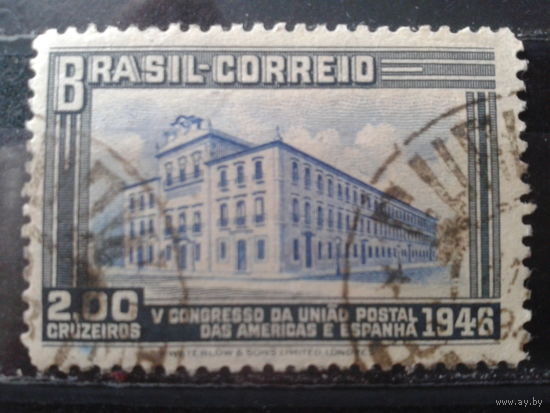 BRASIL-CORREIO
2,00
CRUZEIROS
V CONGRESSO DA UNIÃO POSTAL
DAS AMERICAS E ESPANHA
1946
WATERLOW & SONS LIMITED, LONDRES
www.ay.by